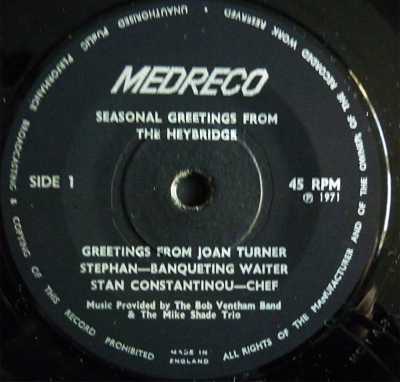 MEDRECO
SEASONAL GREETINGS FROM
THE HEYBRIDGE
SIDE 1
45 RPM
Ⓟ 1971
GREETINGS FROM JOAN TURNER
STEPHAN—BANQUETING WAITER
STAN CONSTANTINOU—CHEF
Music Provided by The Bob Ventham Band
& The Mike Shade Trio
MADE IN
ENGLAND
ALL RIGHTS OF THE MANUFACTURER AND OF THE OWNER OF THE RECORDED WORK RESERVED
UNAUTHORISED PUBLIC PERFORMANCE BROADCASTING & COPYING OF THIS RECORD PROHIBITED